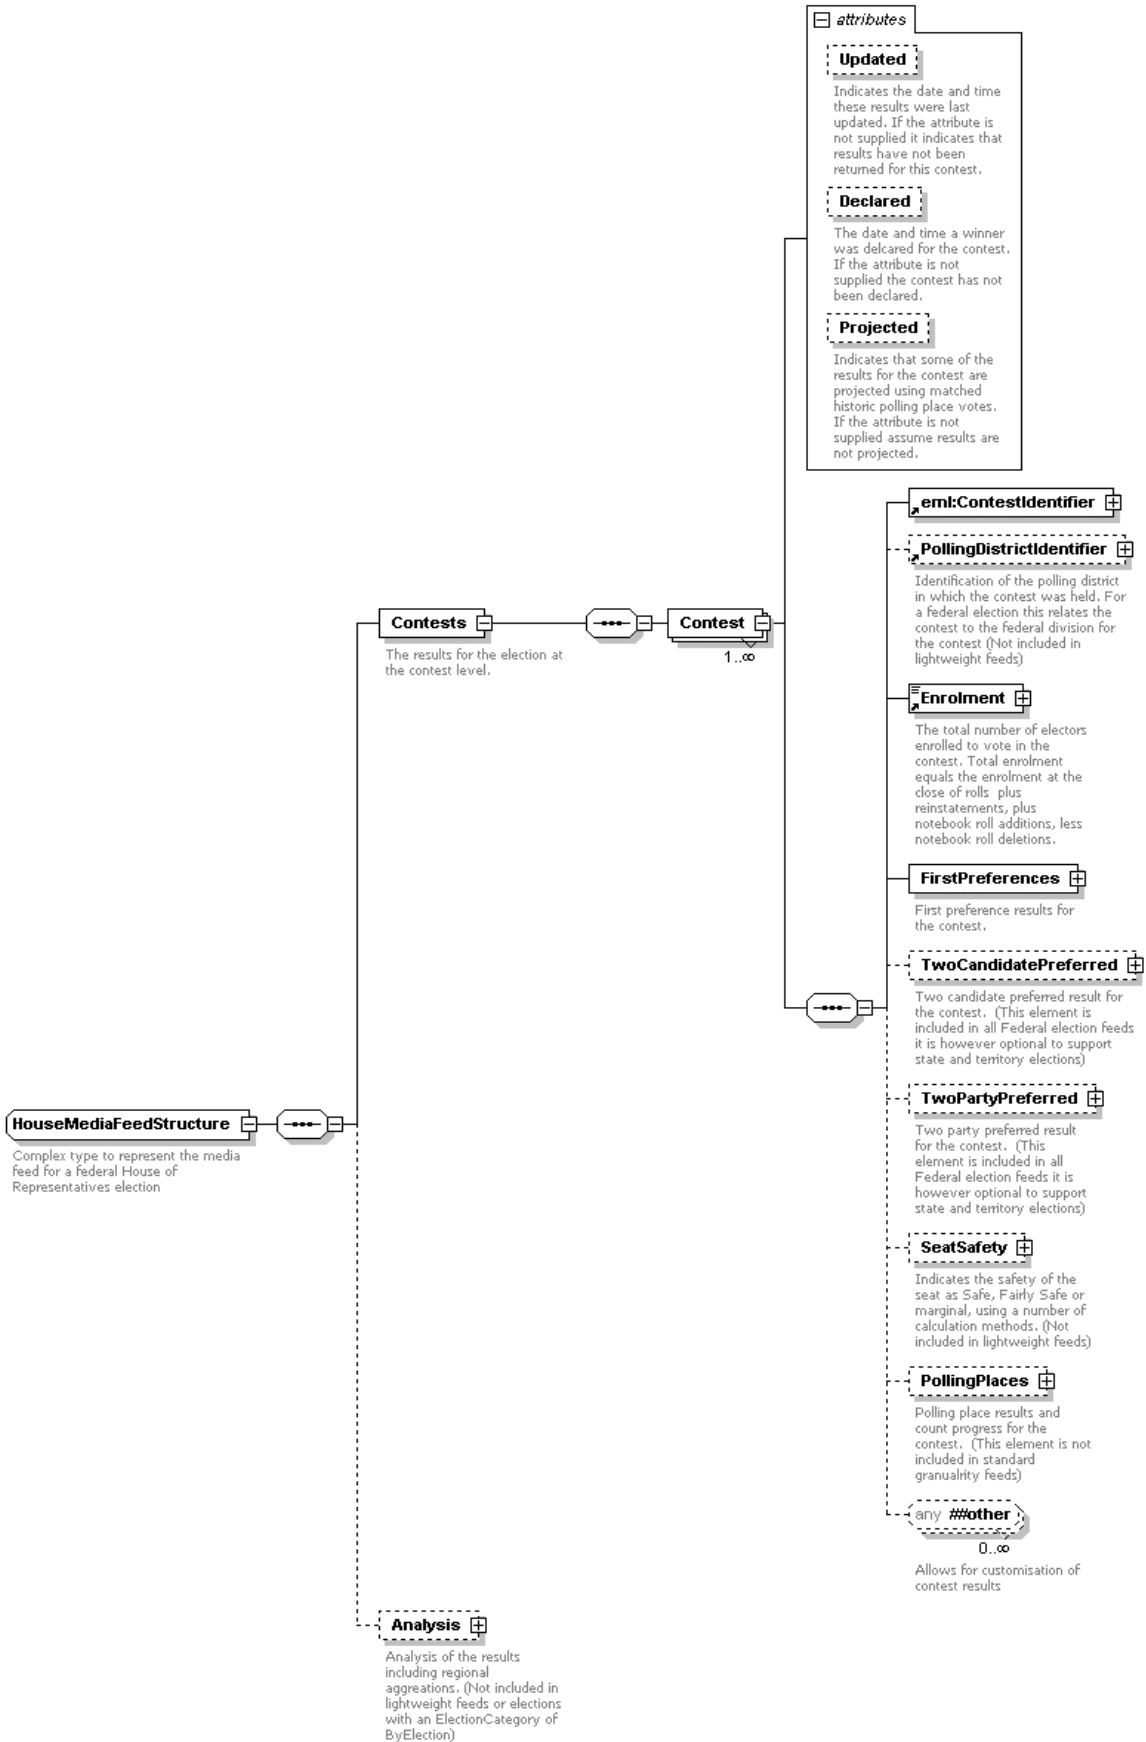 attributes
Updated
Indicates the date and time
these results were last
updated. If the attribute is
not supplied it indicates that
results have not been
returned for this contest.
Declared
The date and time a winner
was delcared for the contest.
If the attribute is not
supplied the contest has not
been declared.
Projected
Indicates that some of the
results for the contest are
projected using matched
historic polling place votes.
If the attribute is not
supplied assume results are
not projected.
eml:ContestIdentifier
PollingDistrictIdentifier
Identification of the polling district
in which the contest was held. For
a federal election this relates the
contest to the federal division for
the contest (Not included in
lightweight feeds)
Contests
The results for the election at
the contest level.
Contest
1..∞
Enrolment
The total number of electors
enrolled to vote in the
contest. Total enrolment
equals the enrolment at the
close of rolls  plus
reinstatements, plus
notebook roll additions, less
notebook roll deletions.
FirstPreferences
First preference results for
the contest.
TwoCandidatePreferred
Two candidate preferred result for
the contest.  (This element is
included in all Federal election feeds
it is however optional to support
state and territory elections)
HouseMediaFeedStructure
Complex type to represent the media
feed for a federal House of
Representatives election
TwoPartyPreferred
Two party preferred result
for the contest.  (This
element is included in all
Federal election feeds it is
however optional to support
state and territory elections)
SeatSafety
Indicates the safety of the
seat as Safe, Fairly Safe or
marginal, using a number of
calculation methods. (Not
included in lightweight feeds)
PollingPlaces
Polling place results and
count progress for the
contest.  (This element is not
included in standard
granualrity feeds)
any ##other
0..∞
Allows for customisation of
contest results
Analysis
Analysis of the results
including regional
aggreations. (Not included in
lightweight feeds or elections
with an ElectionCategory of
ByElection)